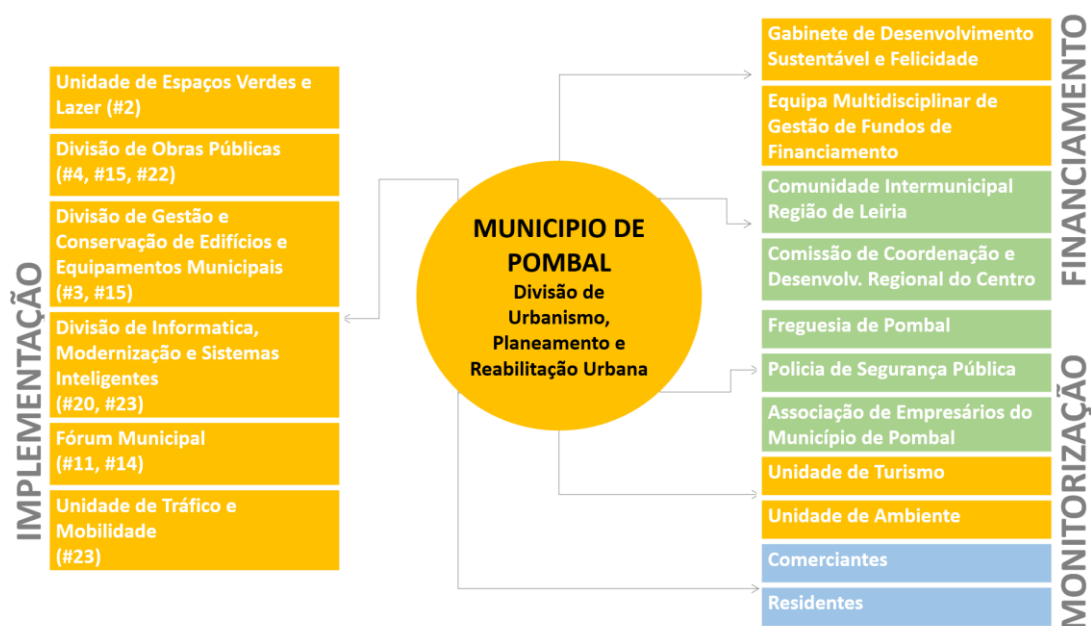 IMPLEMENTAÇÃO
Unidade de Espaços Verdes e
Lazer (#2)
Divisão de Obras Públicas
(#4, #15, #22)
Divisão de Gestão e
Conservação de Edifícios e
Equipamentos Municipais
(#3, #15)
Divisão de Informatica,
Modernização e Sistemas
Inteligentes
(#20, #23)
Fórum Municipal
(#11, #14)
Unidade de Tráfico e
Mobilidade
(#23)
MUNICIPIO DE
POMBAL
Divisão de
Urbanismo,
Planeamento e
Reabilitação Urbana
FINANCIAMENTO
Gabinete de Desenvolvimento
Sustentável e Felicidade
Equipa Multidisciplinar de
Gestão de Fundos de
Financiamento
Comunidade Intermunicipal
Região de Leiria
Comissão de Coordenação e
Desenvolv. Regional do Centro
MONITORIZAÇÃO
Freguesia de Pombal
Policia de Segurança Pública
Associação de Empresários do
Município de Pombal
Unidade de Turismo
Unidade de Ambiente
Comerciantes
Residentes